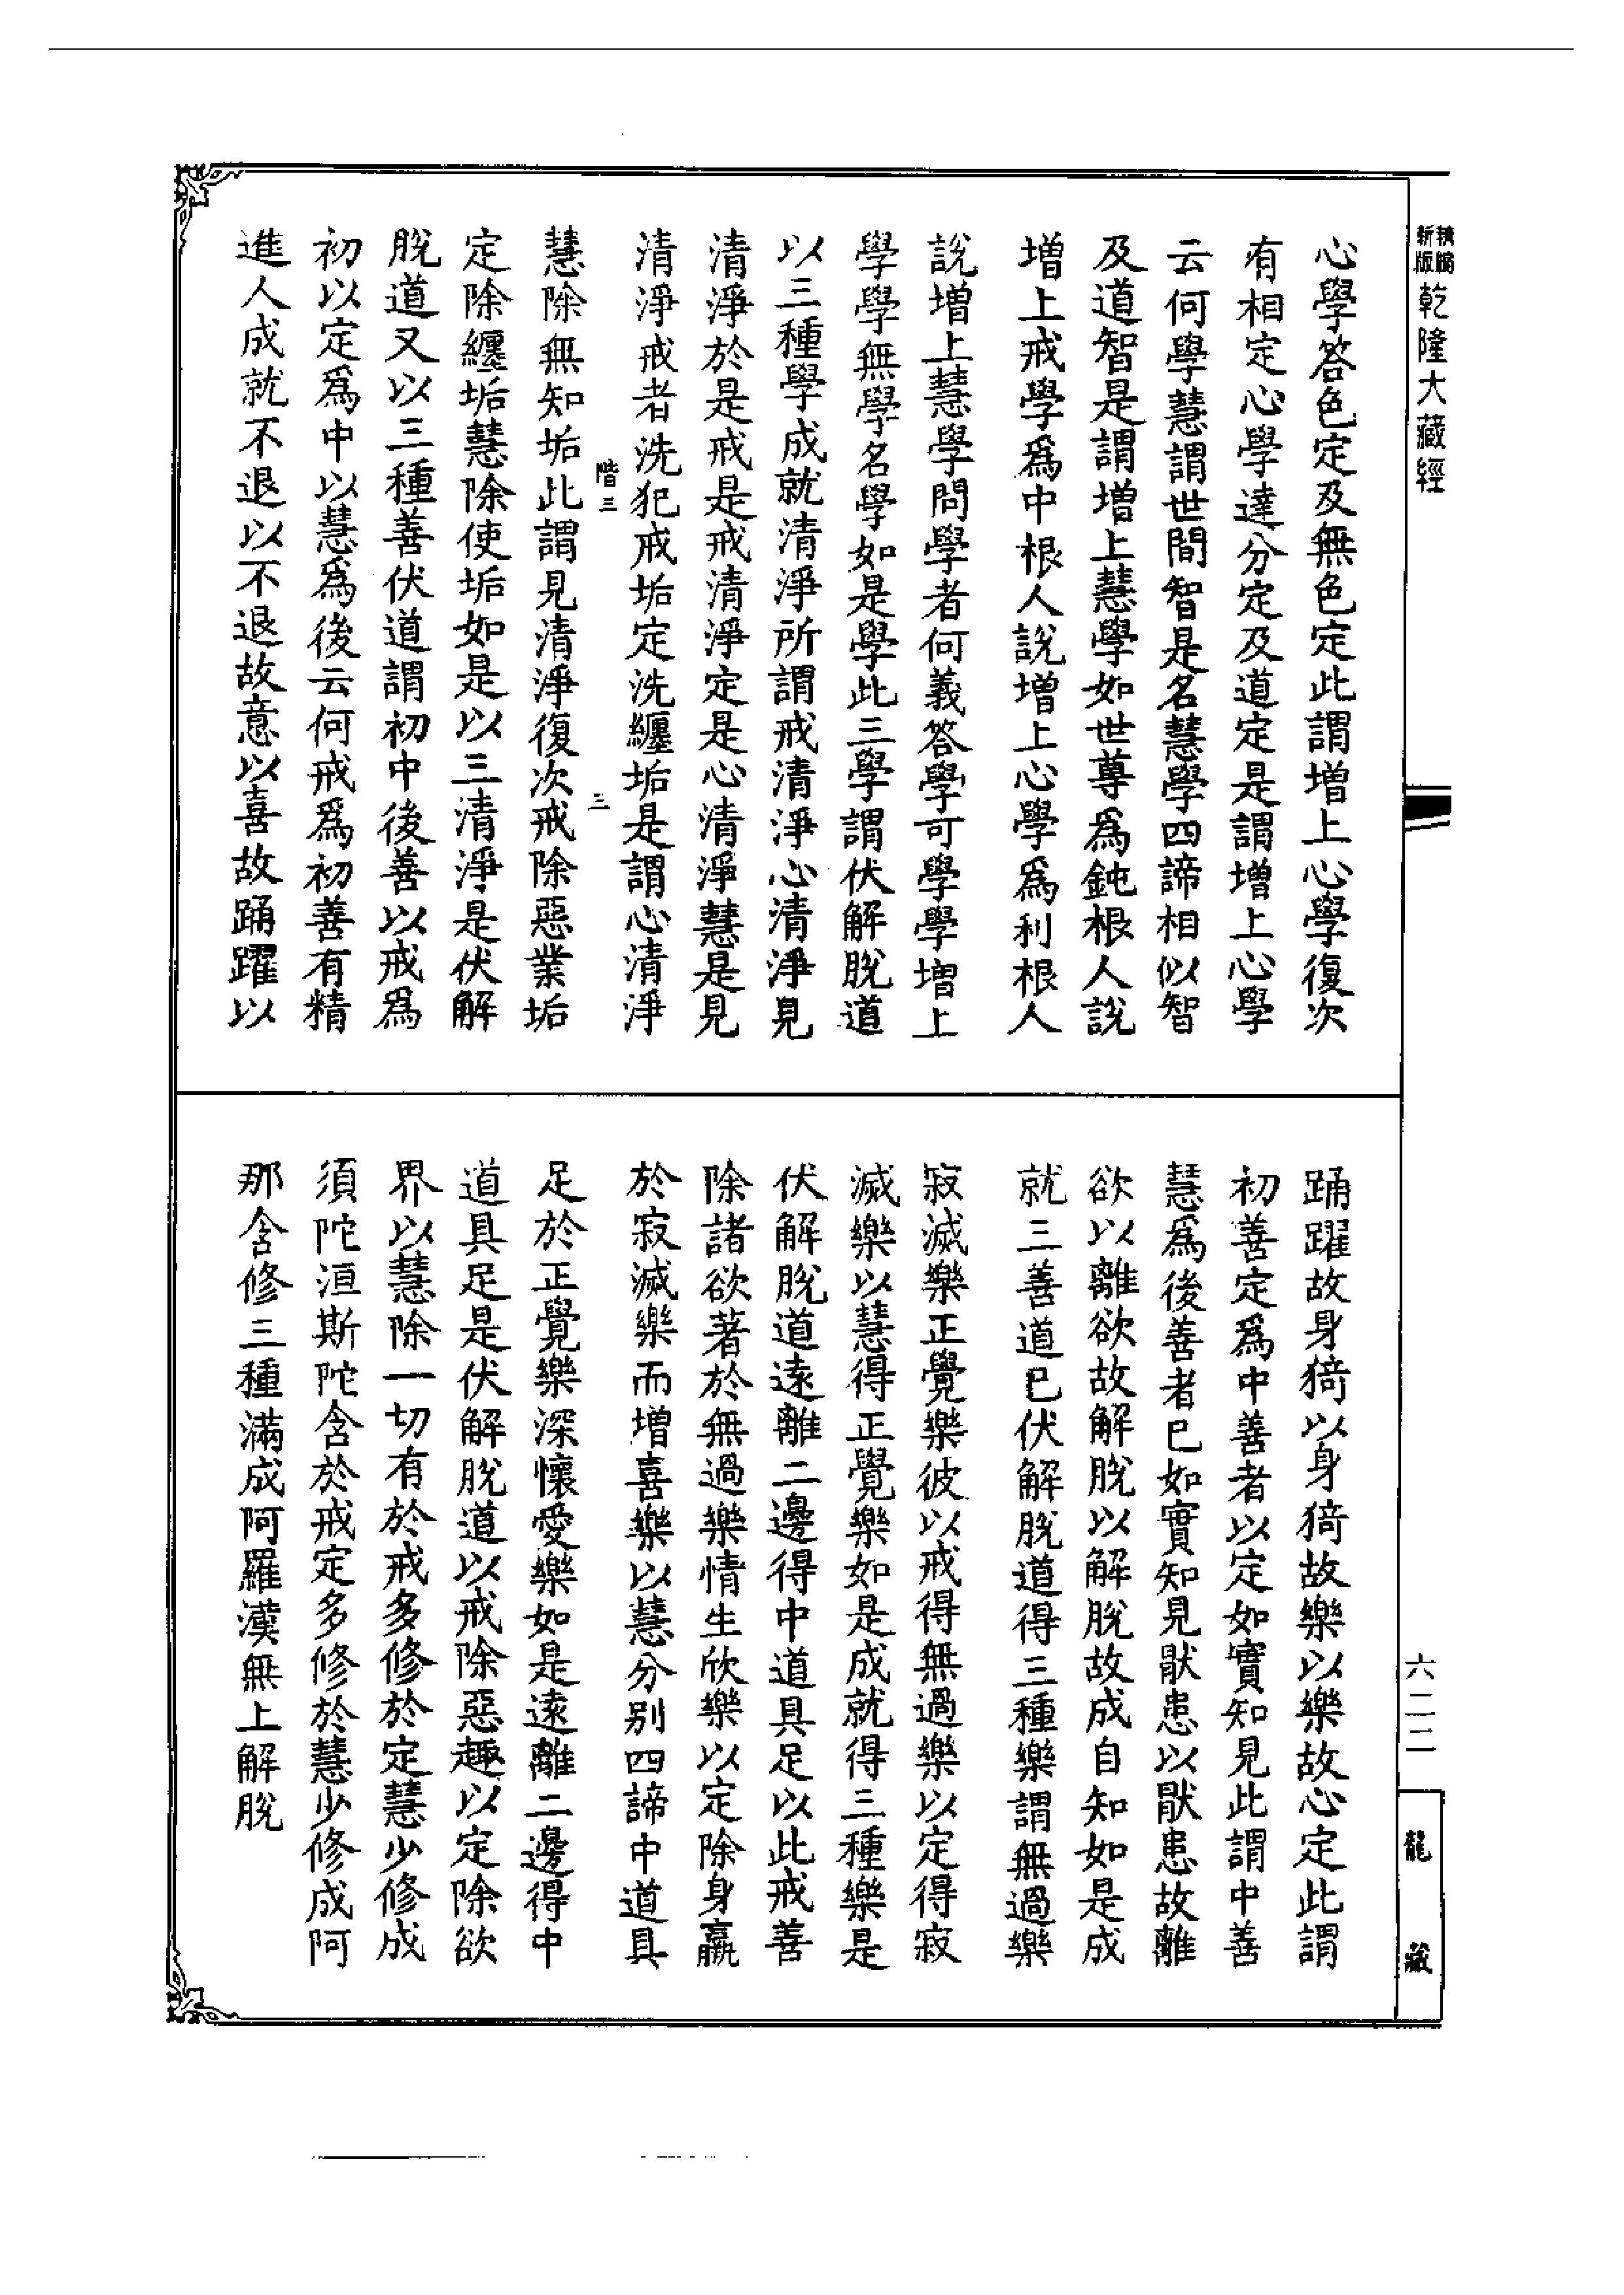 新版
乾隆大藏經
心學答色定及無色定此謂增上心學復次
有相定心學達分定及道定是謂增上心學
云何學慧謂世間智是名慧學四諦相似智
及道智是謂增上慧學如世尊為鈍根人說
增上戒學為中根人說增上心學為利根人
說增上慧學問學者何義答學可學學增上
學學無學名學如是學此三學謂伏解脫道
以三種學成就清淨所謂戒清淨心清淨見
清淨於是戒是戒清淨定是心清淨慧是見
清淨戒者洗犯戒垢定洗纏垢是謂心清淨
階三
三
慧除無知垢此謂見清淨復次戒除惡業垢
定除纏垢慧除使垢如是以三清淨是伏解
脫道又以三種善伏道謂初中後善以戒為
初以定為中以慧為後云何戒為初善有精
進人成就不退以不退故意以喜故踊躍以
踊躍故身猗以身猗故樂以樂故心定此謂
初善定為中善者以定如實知見此謂中善
慧為後善者巳如實知見厭患以厭患故離
欲以離欲故解脫以解脫故成自知如是成
就三善道巳伏解脫道得三種樂謂無過樂
寂滅樂正覺樂彼以戒得無過樂以定得寂
滅樂以慧得正覺樂如是成就得三種樂是
伏解脫道遠離二邊得中道具足以此戒善
除諸欲著於無過樂情生欣樂以定除身羸
於寂滅樂而增喜樂以慧分別四諦中道具
足於正覺樂深懷愛樂如是遠離二邊得中
道具足是伏解脫道以戒除惡趣以定除欲
界以慧除一切有於戒多修於定慧少修成
須陀洹斯陀含於戒定多修於慧少修成阿
那含修三種滿成阿羅漢無上解脫
六二二
龍藏